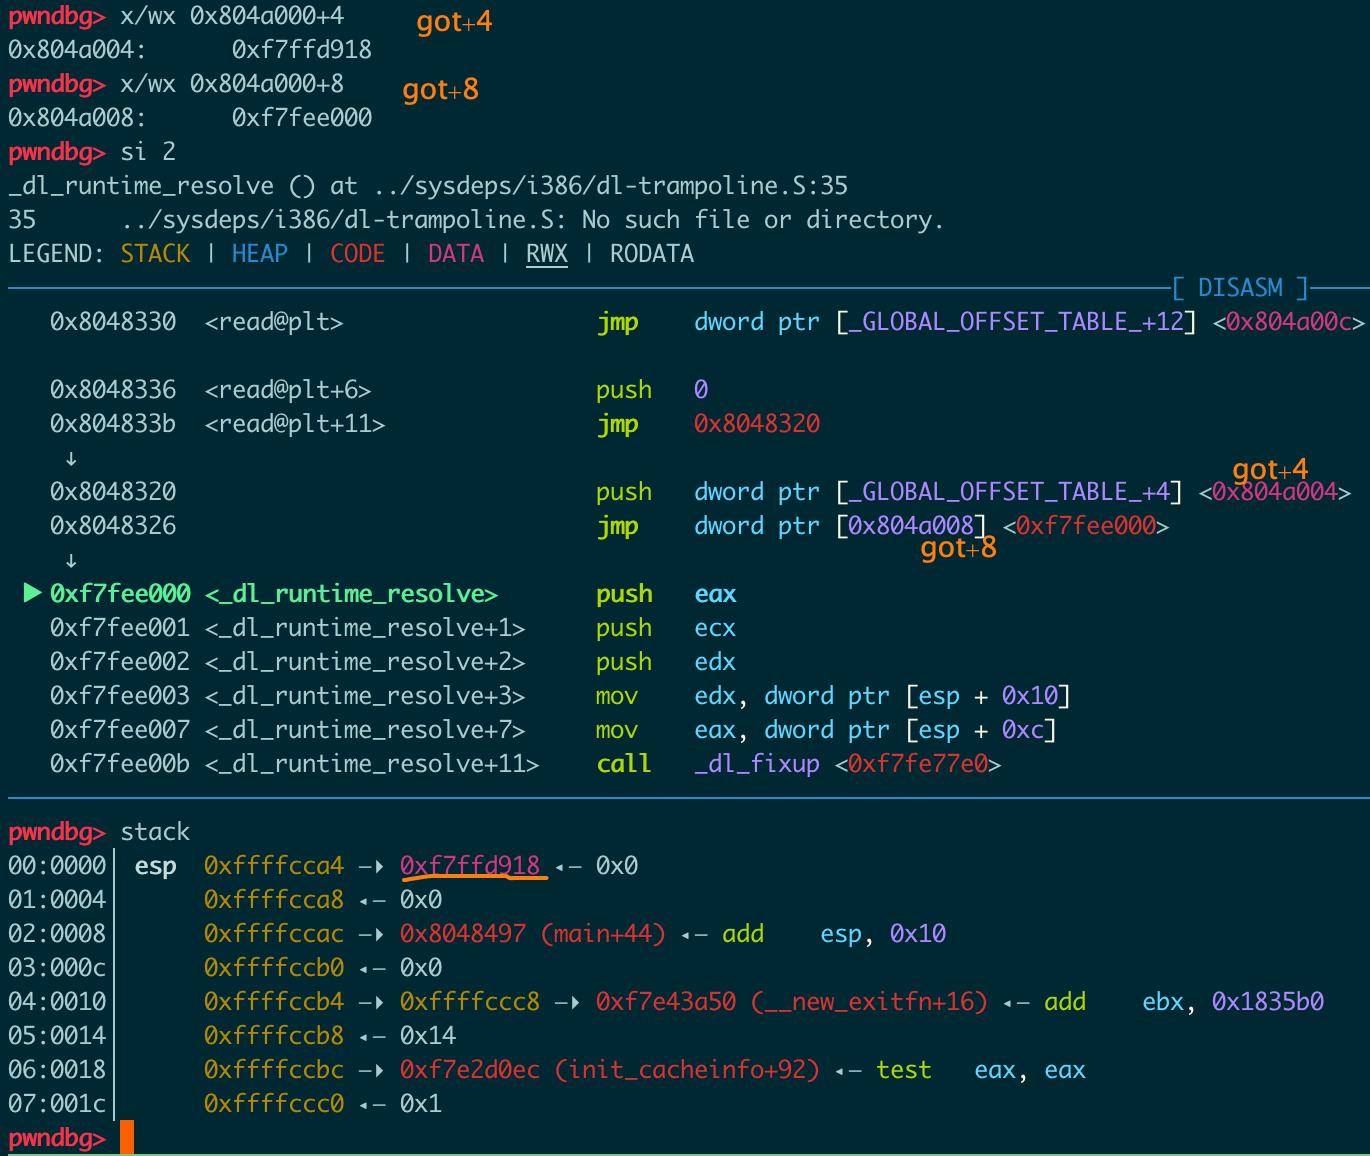 pwndbg> x/wx 0x804a000+4 got+4
0x804a004: 0xf7ffd918
pwndbg> x/wx 0x804a000+8 got+8
0x804a008: 0xf7fee000
pwndbg> si 2
_dl_runtime_resolve () at ../sysdeps/i386/dl-trampoline.S:35
35 ../sysdeps/i386/dl-trampoline.S: No such file or directory.
LEGEND: STACK | HEAP | CODE | DATA | RWX | RODATA
[ DISASM ]
0x8048330 <read@plt> jmp dword ptr [_GLOBAL_OFFSET_TABLE_+12] <0x804a00c>
0x8048336 <read@plt+6> push 0
0x804833b <read@plt+11> jmp 0x8048320
↓
got+4
0x8048320 push dword ptr [_GLOBAL_OFFSET_TABLE_+4] <0x804a004>
0x8048326 jmp dword ptr [0x804a008] <0xf7fee000>
got+8
↓
► 0xf7fee000 <_dl_runtime_resolve> push eax
0xf7fee001 <_dl_runtime_resolve+1> push ecx
0xf7fee002 <_dl_runtime_resolve+2> push edx
0xf7fee003 <_dl_runtime_resolve+3> mov edx, dword ptr [esp + 0x10]
0xf7fee007 <_dl_runtime_resolve+7> mov eax, dword ptr [esp + 0xc]
0xf7fee00b <_dl_runtime_resolve+11> call _dl_fixup <0xf7fe77e0>
pwndbg> stack
00:0000│ esp 0xffffcca4 —▸ 0xf7ffd918 ◂— 0x0
01:0004│ 0xffffcca8 ◂— 0x0
02:0008│ 0xffffccac —▸ 0x8048497 (main+44) ◂— add esp, 0x10
03:000c│ 0xffffccb0 ◂— 0x0
04:0010│ 0xffffccb4 —▸ 0xffffccc8 —▸ 0xf7e43a50 (__new_exitfn+16) ◂— add ebx, 0x1835b0
05:0014│ 0xffffccb8 ◂— 0x14
06:0018│ 0xffffccbc —▸ 0xf7e2d0ec (init_cacheinfo+92) ◂— test eax, eax
07:001c│ 0xffffccc0 ◂— 0x1
pwndbg>